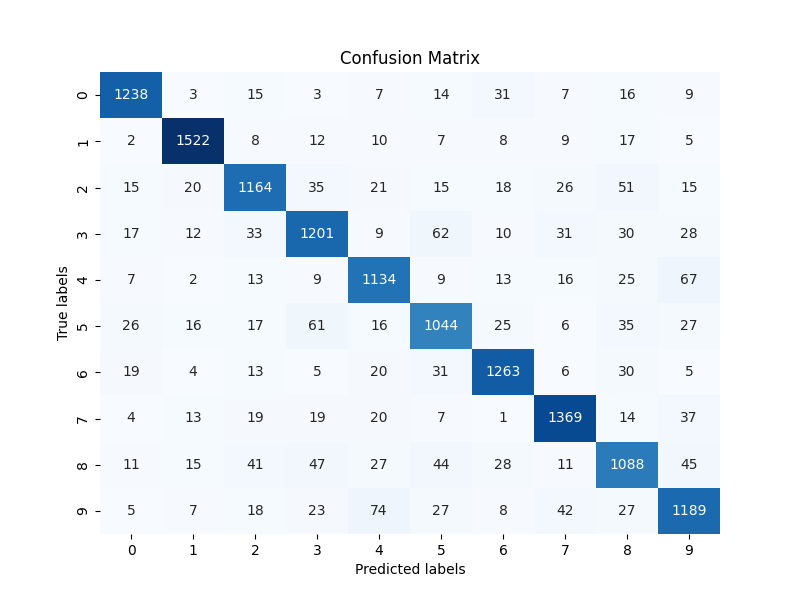 Confusion Matrix
0 1238 3 15 3 7 14 31 7 16 9
1 2 1522 8 12 10 7 8 9 17 5
2 15 20 1164 35 21 15 18 26 51 15
3 17 12 33 1201 9 62 10 31 30 28
4 7 2 13 9 1134 9 13 16 25 67
5 26 16 17 61 16 1044 25 6 35 27
6 19 4 13 5 20 31 1263 6 30 5
7 4 13 19 19 20 7 1 1369 14 37
8 11 15 41 47 27 44 28 11 1088 45
9 5 7 18 23 74 27 8 42 27 1189
0 1 2 3 4 5 6 7 8 9
Predicted labels
True labels